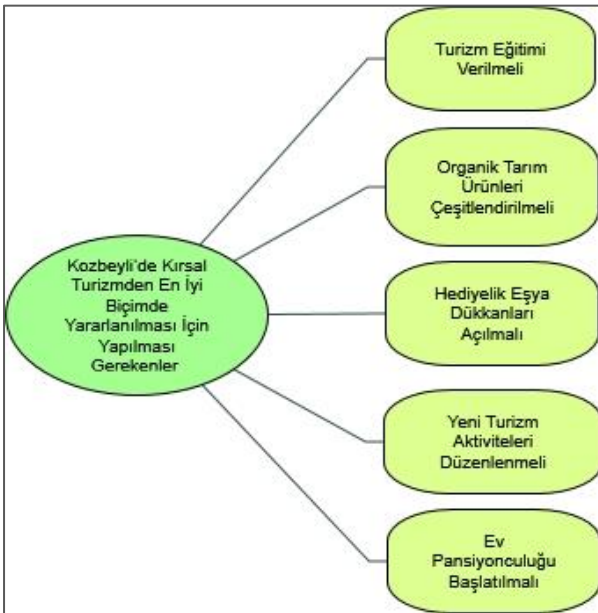 Turizm Eğitimi
Verilmeli
Organik Tarım
Ürünleri
Çeşitlendirilmeli
Kozbeyli'de Kırsal
Turizmden En İyi
Biçimde
Yararlanılması İçin
Yapılması
Gerekenler
Hediyelik Eşya
Dükkanları
Açılmalı
Yeni Turizm
Aktiviteleri
Düzenlenmeli
Ev
Pansiyonculuğu
Başlatılmalı